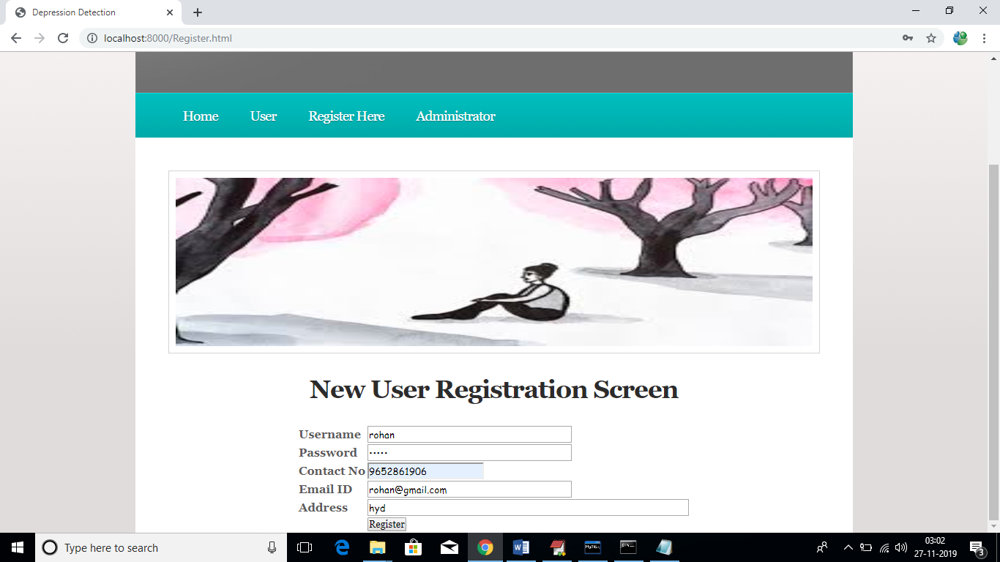 Depression Detection
localhost:8000/Register.html
Home User Register Here Administrator
New User Registration Screen
Username rohan
Password •••••
Contact No 9652861906
Email ID rohan@gmail.com
Address hyd
Register
Type here to search
03:02
27-11-2019
3